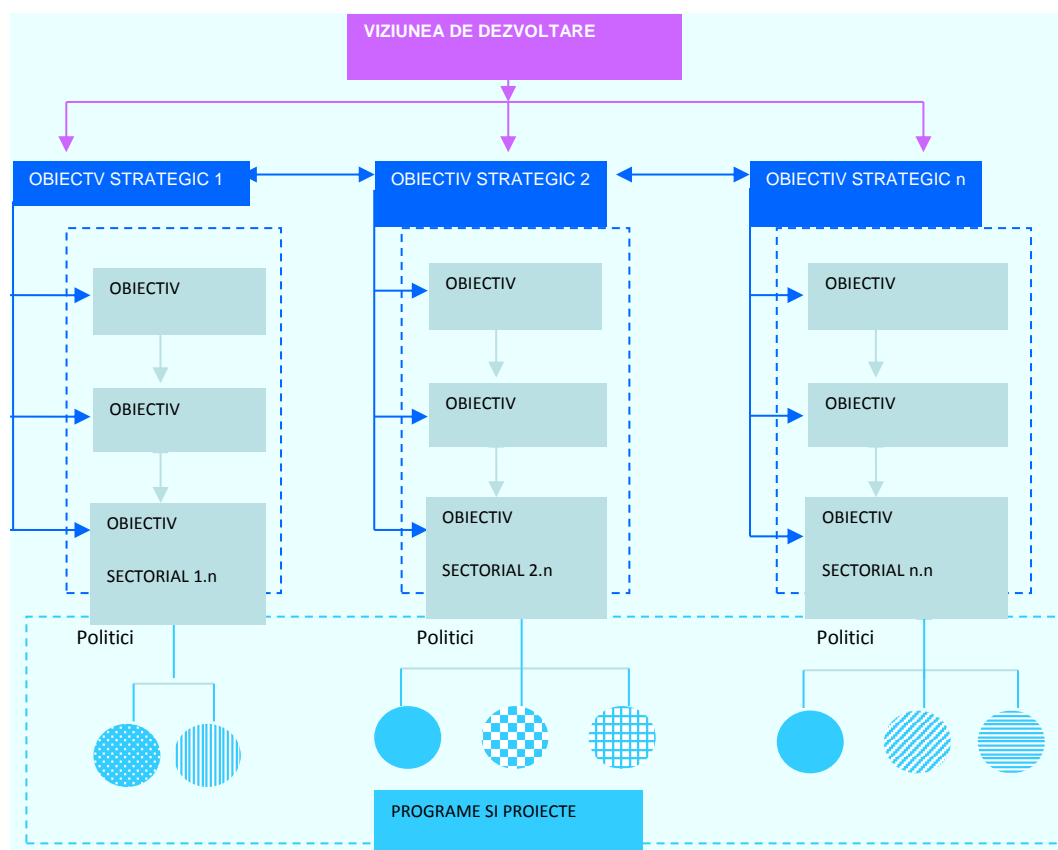 VIZIUNEA DE DEZVOLTARE
OBIECTV STRATEGIC 1
OBIECTIV STRATEGIC 2
OBIECTIV STRATEGIC n
OBIECTIV
OBIECTIV
OBIECTIV
OBIECTIV
OBIECTIV
OBIECTIV
OBIECTIV
SECTORIAL 1.n
OBIECTIV
SECTORIAL 2.n
OBIECTIV
SECTORIAL n.n
Politici
Politici
Politici
PROGRAME SI PROIECTE